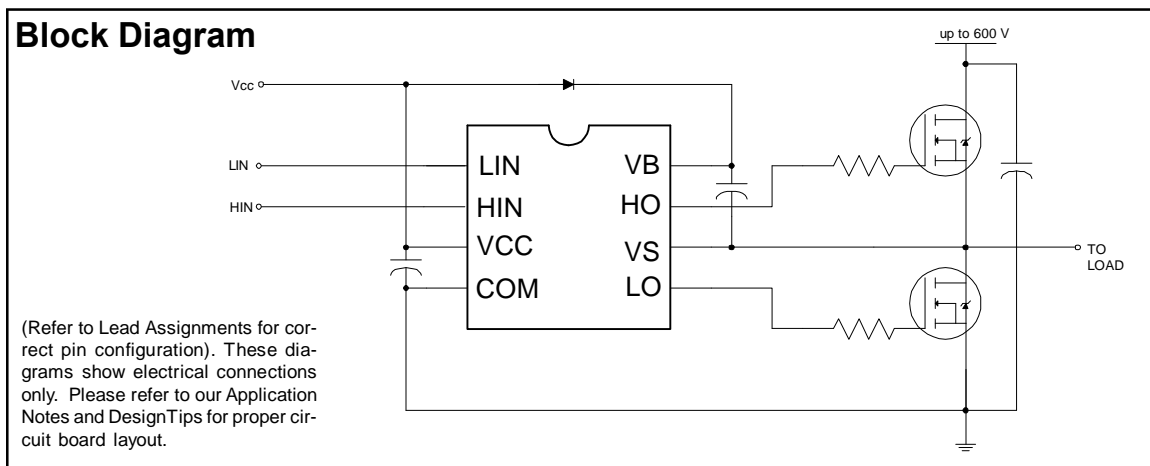 Block Diagram
up to 600 V
Vcc
LIN
HIN
LIN
HIN
VCC
COM
VB
HO
VS
LO
TO
LOAD
(Refer to Lead Assignments for cor-
rect pin configuration). These dia-
grams show electrical connections
only. Please refer to our Application
Notes and DesignTips for proper cir-
cuit board layout.